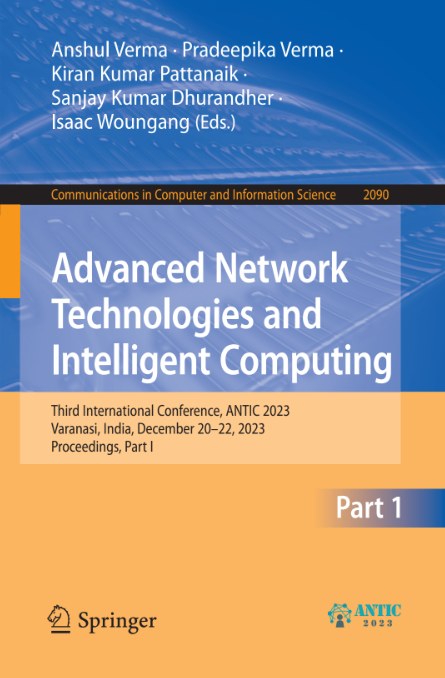 Anshul Verma · Pradeepika Verma ·
Kiran Kumar Pattanaik ·
Sanjay Kumar Dhurandher ·
Isaac Woungang (Eds.)
Communications in Computer and Information Science 2090
Advanced Network
Technologies and
Intelligent Computing
Third International Conference, ANTIC 2023
Varanasi, India, December 20–22, 2023
Proceedings, Part I
Part 1
Springer
ANTIC
2023